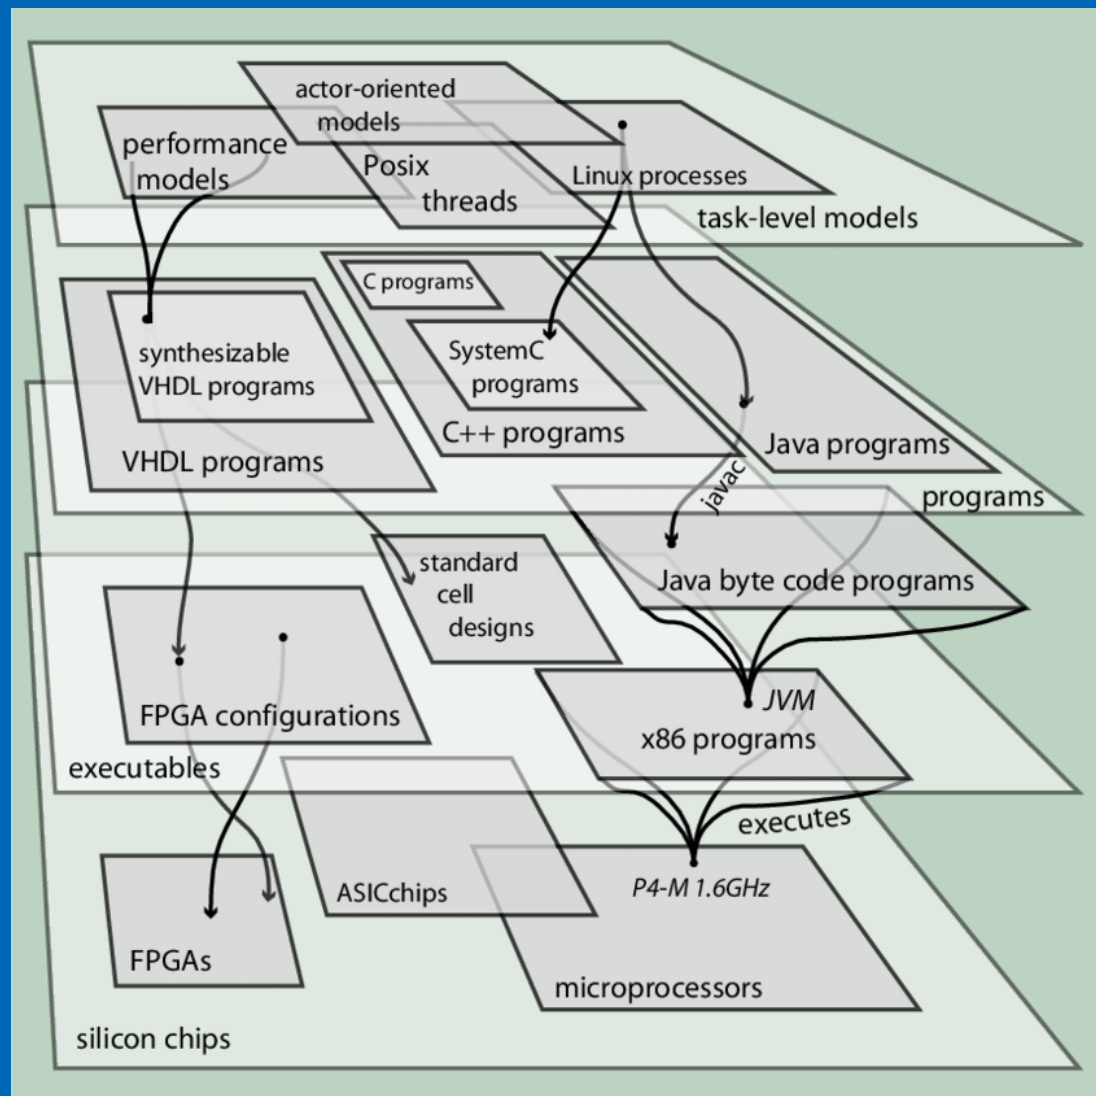 actor-oriented
models
performance
models
Posix
threads
Linux processes
task-level models
C programs
synthesizable
VHDL programs
SystemC
programs
C++ programs
VHDL programs
Java programs
javac
programs
standard
cell
designs
Java byte code programs
FPGA configurations
JVM
x86 programs
executables
executes
ASICchips
P4-M 1.6GHz
FPGAs
microprocessors
silicon chips